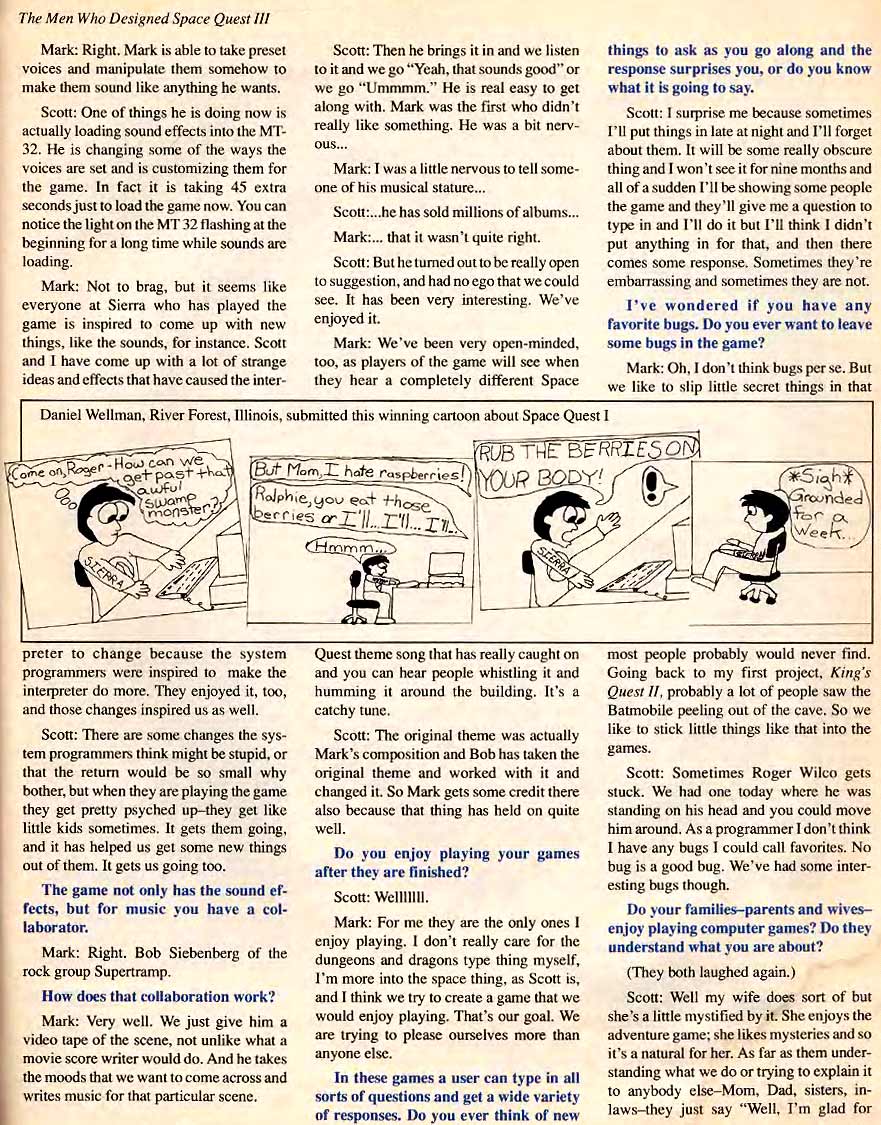 The Men Who Designed Space Quest III
Mark: Right. Mark is able to take preset
voices and manipulate them somehow to
make them sound like anything he wants.
Scott: One of things he is doing now is
actually loading sound effects into the MT-
32. He is changing some of the ways the
voices are set and is customizing them for
the game. In fact it is taking 45 extra
seconds just to load the game now. You can
notice the light on the MT 32 flashing at the
beginning for a long time while sounds are
loading.
Mark: Not to brag, but it seems like
everyone at Sierra who has played the
game is inspired to come up with new
things, like the sounds, for instance. Scott
and I have come up with a lot of strange
ideas and effects that have caused the inter-
preter to change because the system
programmers were inspired to make the
interpreter do more. They enjoyed it, too,
and those changes inspired us as well.
Scott: There are some changes the sys-
tem programmers think might be stupid, or
that the return would be so small why
bother, but when they are playing the game
they get pretty psyched up–they get like
little kids sometimes. It gets them going,
and it has helped us get some new things
out of them. It gets us going too.
The game not only has the sound ef-
fects, but for music you have a col-
laborator.
Mark: Right. Bob Siebenberg of the
rock group Supertramp.
How does that collaboration work?
Mark: Very well. We just give him a
video tape of the scene, not unlike what a
movie score writer would do. And he takes
the moods that we want to come across and
writes music for that particular scene.
Scott: Then he brings it in and we listen
to it and we go “Yeah, that sounds good” or
we go “Ummmm.” He is real easy to get
along with. Mark was the first who didn’t
really like something. He was a bit nerv-
ous...
Mark: I was a little nervous to tell some-
one of his musical stature...
Scott:...he has sold millions of albums...
Mark:... that it wasn’t quite right.
Scott: But he turned out to be really open
to suggestion, and had no ego that we could
see. It has been very interesting. We’ve
enjoyed it.
Mark: We’ve been very open-minded,
too, as players of the game will see when
they hear a completely different Space
Quest theme song that has really caught on
and you can hear people whistling it and
humming it around the building. It’s a
catchy tune.
Scott: The original theme was actually
Mark’s composition and Bob has taken the
original theme and worked with it and
changed it. So Mark gets some credit there
also because that thing has held on quite
well.
Do you enjoy playing your games
after they are finished?
Scott: Wellllllll.
Mark: For me they are the only ones I
enjoy playing. I don’t really care for the
dungeons and dragons type thing myself,
I’m more into the space thing, as Scott is,
and I think we try to create a game that we
would enjoy playing. That’s our goal. We
are trying to please ourselves more than
anyone else.
In these games a user can type in all
sorts of questions and get a wide variety
of responses. Do you ever think of new
things to ask as you go along and the
response surprises you, or do you know
what it is going to say.
Scott: I surprise me because sometimes
I’ll put things in late at night and I’ll forget
about them. It will be some really obscure
thing and I won’t see it for nine months and
all of a sudden I’ll be showing some people
the game and they’ll give me a question to
type in and I’ll do it but I’ll think I didn’t
put anything in for that, and then there
comes some response. Sometimes they’re
embarrassing and sometimes they are not.
I’ve wondered if you have any
favorite bugs. Do you ever want to leave
some bugs in the game?
Mark: Oh, I don’t think bugs per se. But
we like to slip little secret things in that
most people probably would never find.
Going back to my first project, King’s
Quest II, probably a lot of people saw the
Batmobile peeling out of the cave. So we
like to stick little things like that into the
games.
Scott: Sometimes Roger Wilco gets
stuck. We had one today where he was
standing on his head and you could move
him around. As a programmer I don’t think
I have any bugs I could call favorites. No
bug is a good bug. We’ve had some inter-
esting bugs though.
Do your families–parents and wives–
enjoy playing computer games? Do they
understand what you are about?
(They both laughed again.)
Scott: Well my wife does sort of but
she’s a little mystified by it. She enjoys the
adventure game; she likes mysteries and so
it’s a natural for her. As far as them under-
standing what we do or trying to explain it
to anybody else–Mom, Dad, sisters, in-
laws–they just say “Well, I’m glad for
Daniel Wellman, River Forest, Illinois, submitted this winning cartoon about Space Quest I
Come on, Roger - How can we
get past that
awful
swamp
monster?
SIERRA
But Mom, I hate raspberries!
Ralphie, you eat those
berries or I'll... I'll... I'll...
Hmmm...
RUB THE BERRIES ON
YOUR BODY!
!
SIERRA
*Sigh*
Grounded
for a
week...